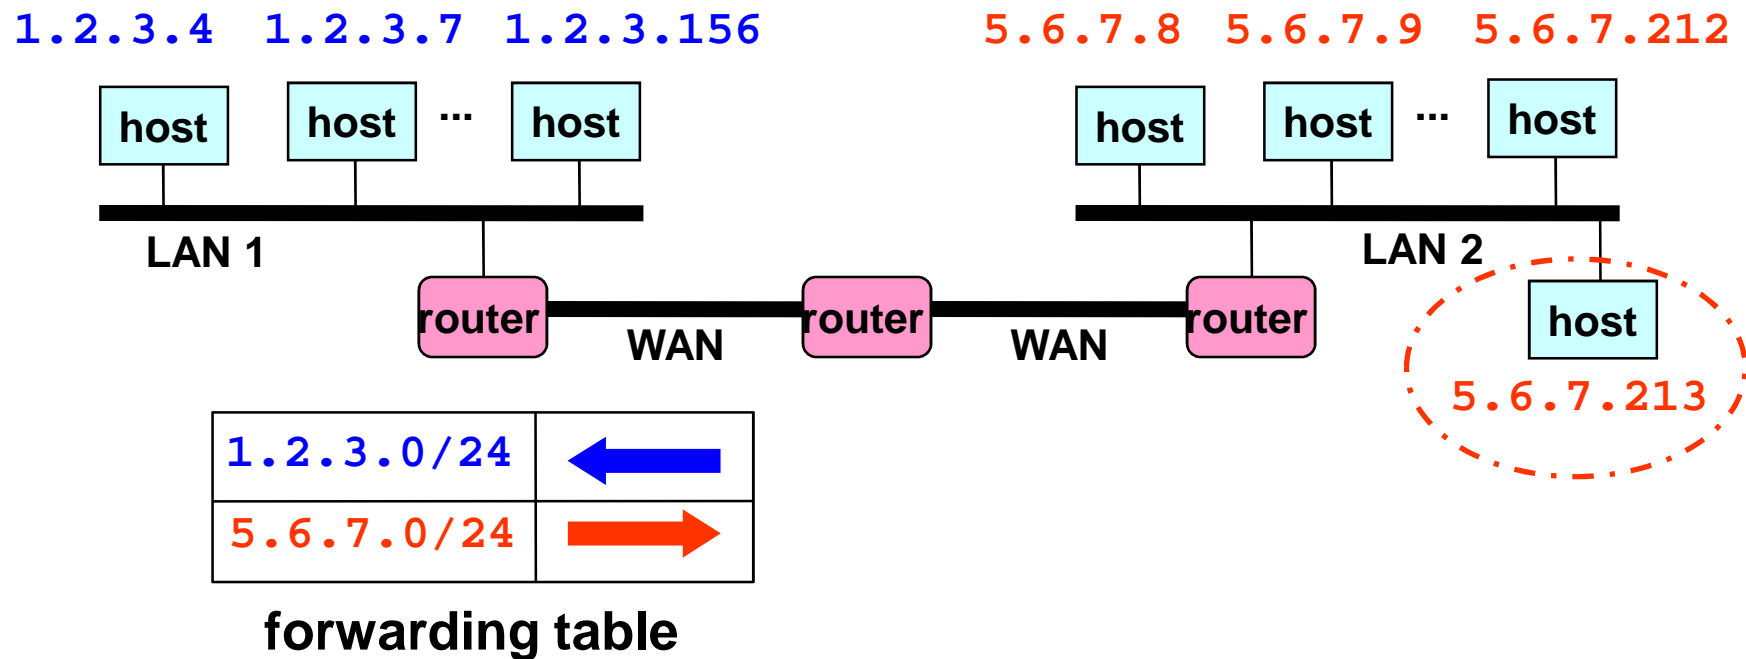 1.2.3.4 1.2.3.7 1.2.3.156 5.6.7.8 5.6.7.9 5.6.7.212
host host ... host host host ... host
LAN 1 LAN 2
router router router host
WAN WAN
5.6.7.213
1.2.3.0/24
5.6.7.0/24
forwarding table